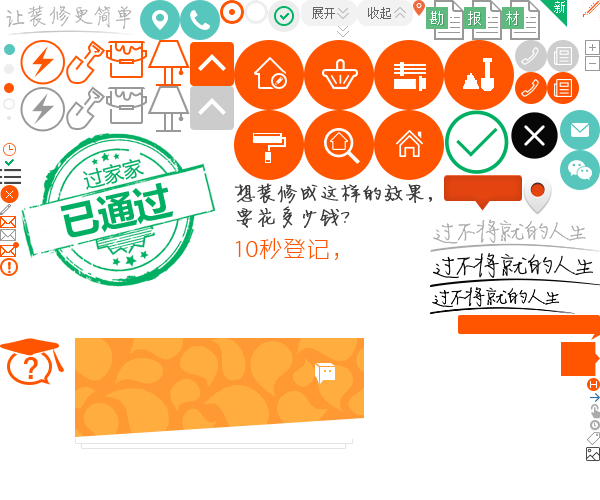 让装修更简单
展开
收起
勘
报
材
新
过家家
已通过
想装修成这样的效果，
要花多少钱？
10秒登记，
过不将就的人生
过不将就的人生
过不将就的人生
?
H